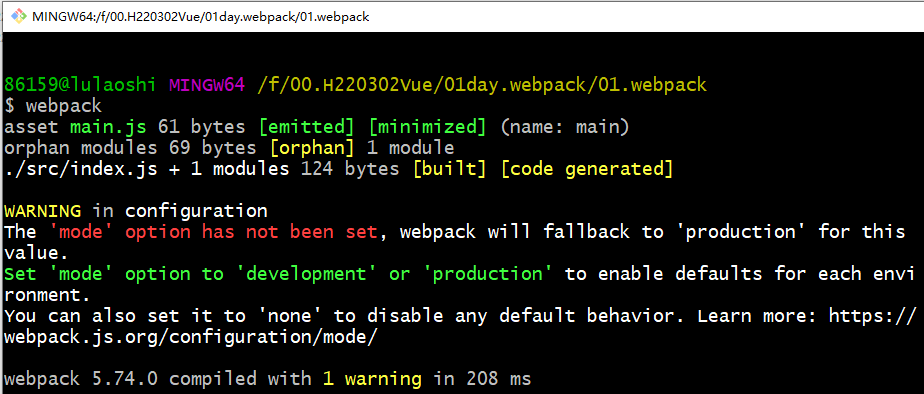 MINGW64:/f/00.H220302Vue/01day.webpack/01.webpack
86159@lulaoshi MINGW64 /f/00.H220302Vue/01day.webpack/01.webpack
$ webpack
asset main.js 61 bytes [emitted] [minimized] (name: main)
orphan modules 69 bytes [orphan] 1 module
./src/index.js + 1 modules 124 bytes [built] [code generated]
WARNING in configuration
The 'mode' option has not been set, webpack will fallback to 'production' for this
value.
Set 'mode' option to 'development' or 'production' to enable defaults for each envi
ronment.
You can also set it to 'none' to disable any default behavior. Learn more: https://
webpack.js.org/configuration/mode/
webpack 5.74.0 compiled with 1 warning in 208 ms